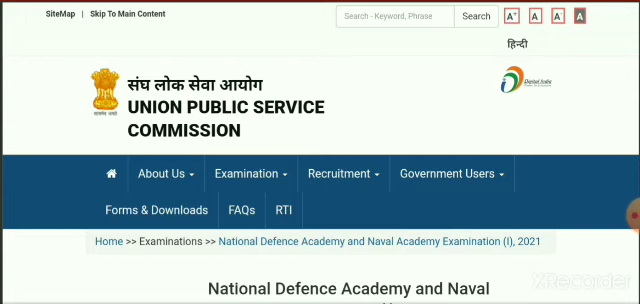 SiteMap | Skip To Main Content
Search - Keyword, Phrase Search A+ A A- A
हिन्दी
संघ लोक सेवा आयोग
UNION PUBLIC SERVICE
COMMISSION
सत्यमेव जयते
Digital India
About Us Examination Recruitment Government Users
Forms & Downloads FAQs RTI
Home >> Examinations >> National Defence Academy and Naval Academy Examination (I), 2021
National Defence Academy and Naval
XRecorder